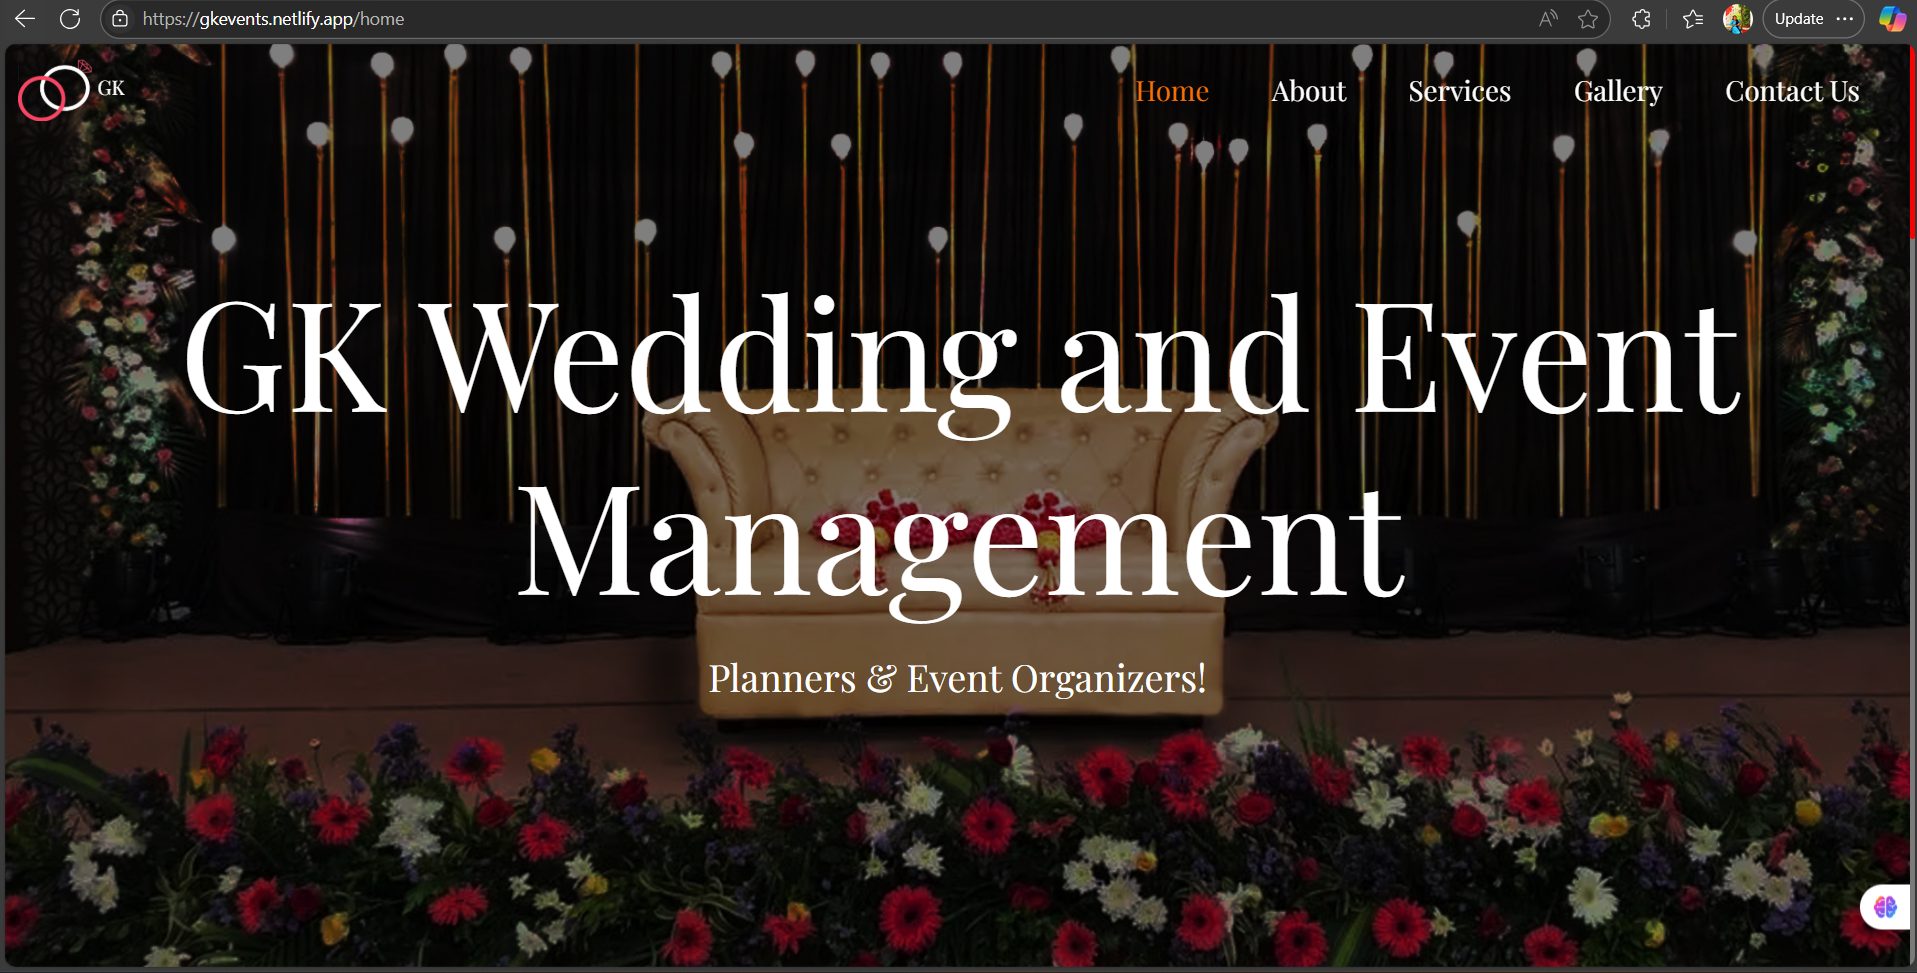 https://gkevents.netlify.app/home
Update
GK
Home About Services Gallery Contact Us
GK Wedding and Event
Management
Planners & Event Organizers!